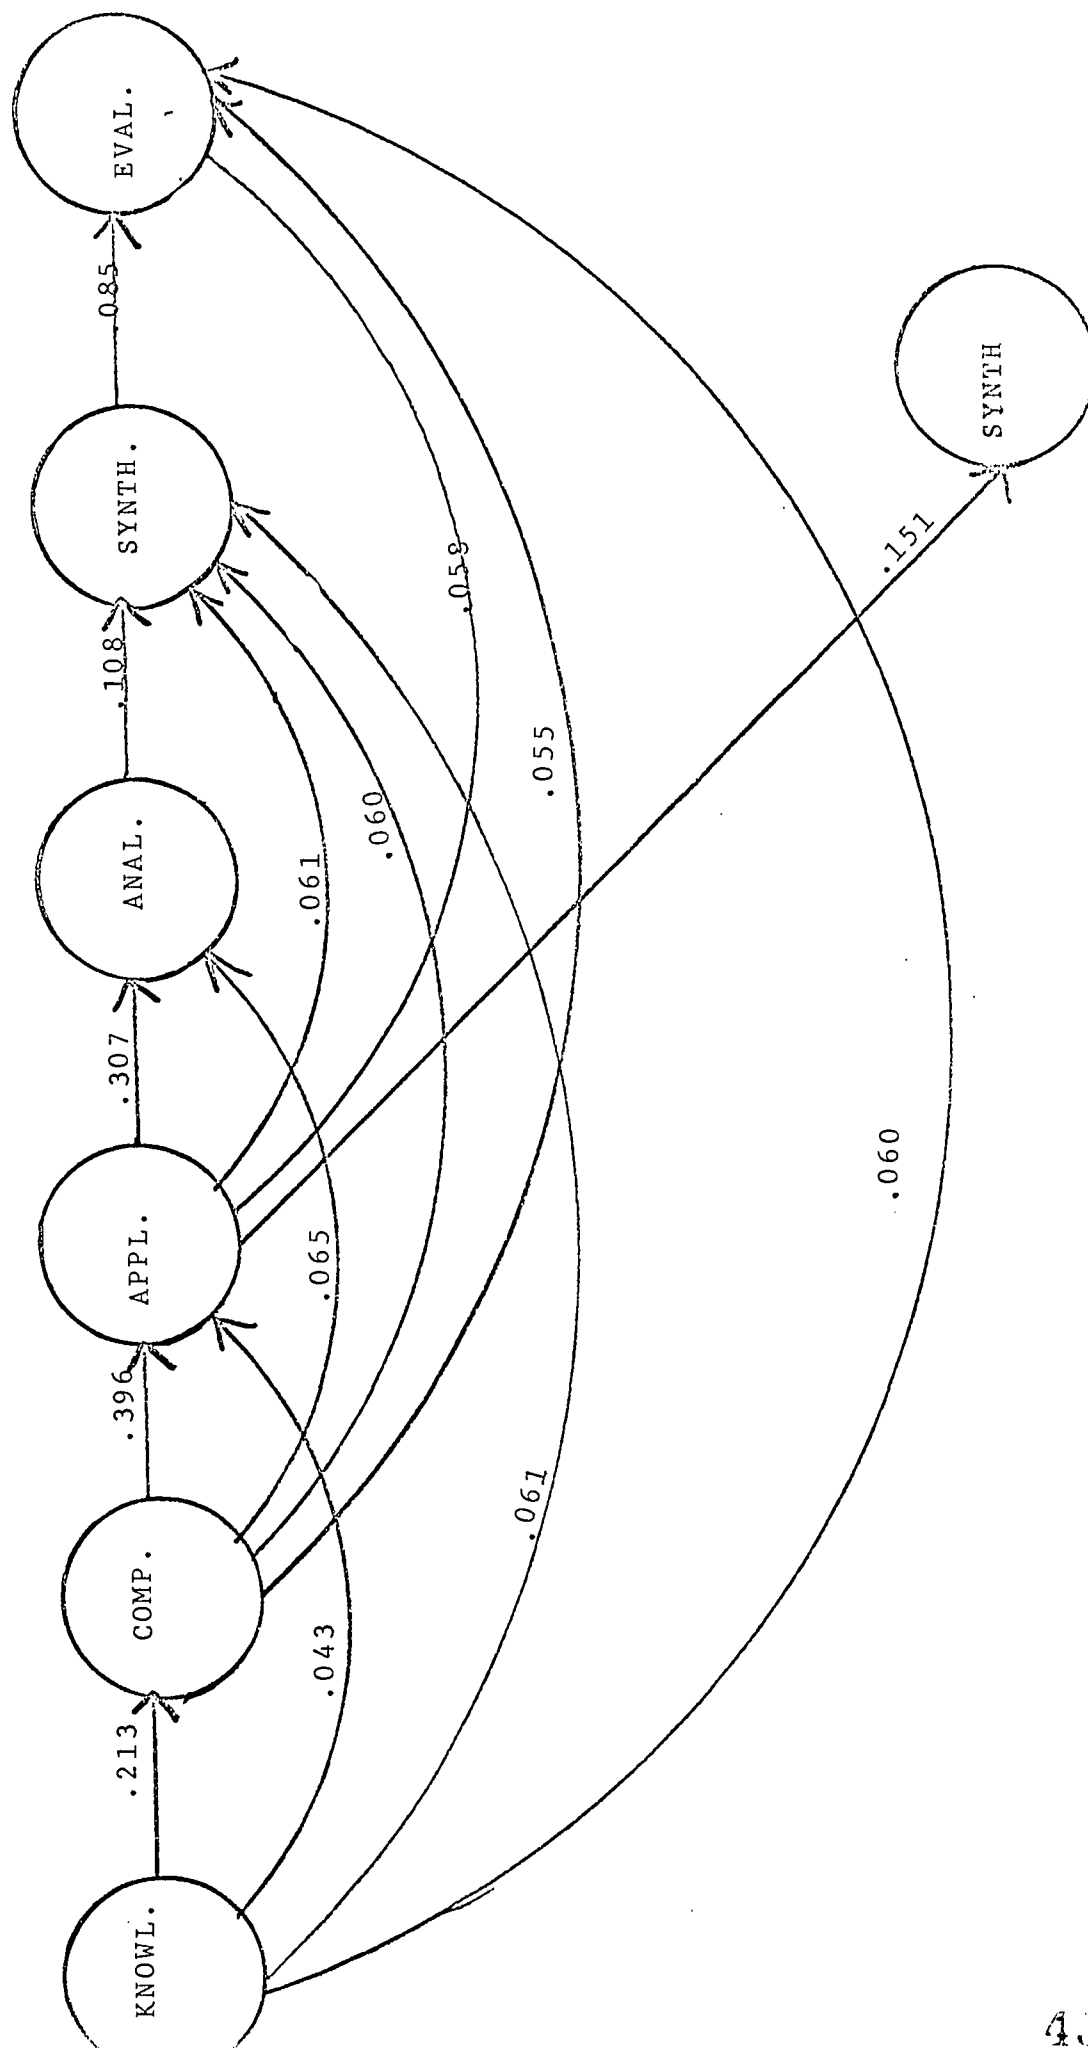 KNOWL.
.213
COMP.
.396
APPL.
.307
ANAL.
.108
SYNTH.
.085
EVAL.
.043
.065
.061
.060
.058
.055
.061
.060
.151
SYNTH